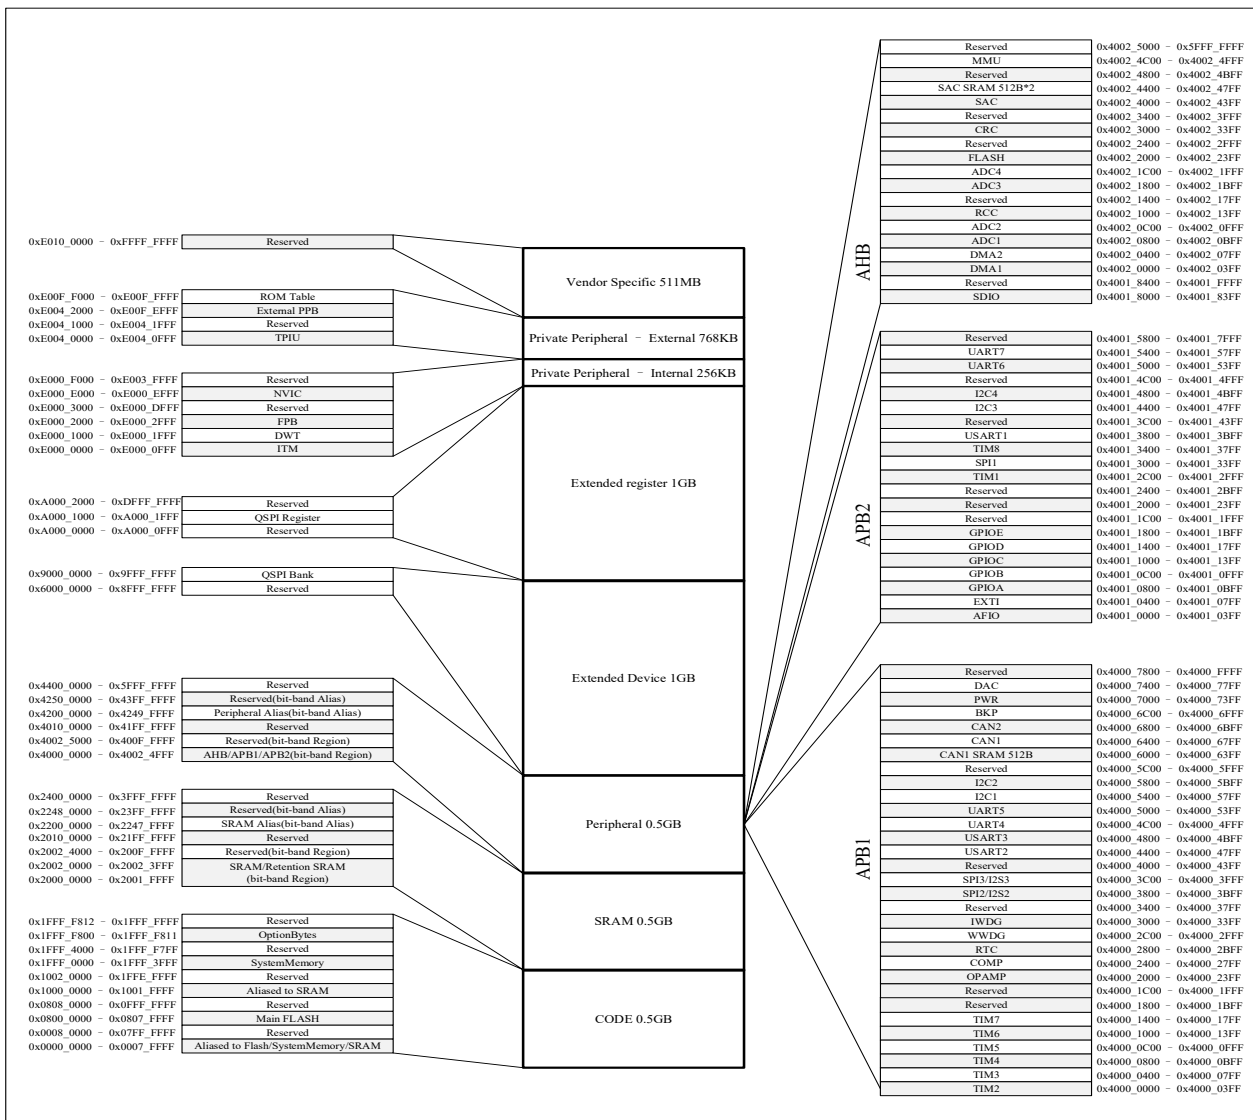 0xE010_0000 - 0xFFFF_FFFF Reserved
0xE00F_F000 - 0xE00F_FFFF ROM Table
0xE004_2000 - 0xE00F_EFFF External PPB
0xE004_1000 - 0xE004_1FFF Reserved
0xE004_0000 - 0xE004_0FFF TPIU
0xE000_F000 - 0xE003_FFFF Reserved
0xE000_E000 - 0xE000_EFFF NVIC
0xE000_3000 - 0xE000_DFFF Reserved
0xE000_2000 - 0xE000_2FFF FPB
0xE000_1000 - 0xE000_1FFF DWT
0xE000_0000 - 0xE000_0FFF ITM
0xA000_2000 - 0xDFFF_FFFF Reserved
0xA000_1000 - 0xA000_1FFF QSPI Register
0xA000_0000 - 0xA000_0FFF Reserved
0x9000_0000 - 0x9FFF_FFFF QSPI Bank
0x6000_0000 - 0x8FFF_FFFF Reserved
0x4400_0000 - 0x5FFF_FFFF Reserved
0x4250_0000 - 0x43FF_FFFF Reserved(bit-band Alias)
0x4200_0000 - 0x4249_FFFF Peripheral Alias(bit-band Alias)
0x4010_0000 - 0x41FF_FFFF Reserved
0x4002_5000 - 0x400F_FFFF Reserved(bit-band Region)
0x4000_0000 - 0x4002_4FFF AHB/APB1/APB2(bit-band Region)
0x2400_0000 - 0x3FFF_FFFF Reserved
0x2248_0000 - 0x23FF_FFFF Reserved(bit-band Alias)
0x2200_0000 - 0x2247_FFFF SRAM Alias(bit-band Alias)
0x2010_0000 - 0x21FF_FFFF Reserved
0x2002_4000 - 0x200F_FFFF Reserved(bit-band Region)
0x2002_0000 - 0x2002_3FFF SRAM/Retention SRAM
0x2000_0000 - 0x2001_FFFF (bit-band Region)
0x1FFF_F812 - 0x1FFF_FFFF Reserved
0x1FFF_F800 - 0x1FFF_F811 OptionBytes
0x1FFF_4000 - 0x1FFF_F7FF Reserved
0x1FFF_0000 - 0x1FFF_3FFF SystemMemory
0x1002_0000 - 0x1FFE_FFFF Reserved
0x1000_0000 - 0x1001_FFFF Aliased to SRAM
0x0808_0000 - 0x0FFF_FFFF Reserved
0x0800_0000 - 0x0807_FFFF Main FLASH
0x0008_0000 - 0x07FF_FFFF Reserved
0x0000_0000 - 0x0007_FFFF Aliased to Flash/SystemMemory/SRAM
Vendor Specific 511MB
Private Peripheral - External 768KB
Private Peripheral - Internal 256KB
Extended register 1GB
Extended Device 1GB
Peripheral 0.5GB
SRAM 0.5GB
CODE 0.5GB
AHB
Reserved 0x4002_5000 - 0x5FFF_FFFF
MMU 0x4002_4C00 - 0x4002_4FFF
Reserved 0x4002_4800 - 0x4002_4BFF
SAC SRAM 512B*2 0x4002_4400 - 0x4002_47FF
SAC 0x4002_4000 - 0x4002_43FF
Reserved 0x4002_3400 - 0x4002_3FFF
CRC 0x4002_3000 - 0x4002_33FF
Reserved 0x4002_2400 - 0x4002_2FFF
FLASH 0x4002_2000 - 0x4002_23FF
ADC4 0x4002_1C00 - 0x4002_1FFF
ADC3 0x4002_1800 - 0x4002_1BFF
Reserved 0x4002_1400 - 0x4002_17FF
RCC 0x4002_1000 - 0x4002_13FF
ADC2 0x4002_0C00 - 0x4002_0FFF
ADC1 0x4002_0800 - 0x4002_0BFF
DMA2 0x4002_0400 - 0x4002_07FF
DMA1 0x4002_0000 - 0x4002_03FF
Reserved 0x4001_8400 - 0x4001_FFFF
SDIO 0x4001_8000 - 0x4001_83FF
APB2
Reserved 0x4001_5800 - 0x4001_7FFF
UART7 0x4001_5400 - 0x4001_57FF
UART6 0x4001_5000 - 0x4001_53FF
Reserved 0x4001_4C00 - 0x4001_4FFF
I2C4 0x4001_4800 - 0x4001_4BFF
I2C3 0x4001_4400 - 0x4001_47FF
Reserved 0x4001_3C00 - 0x4001_43FF
USART1 0x4001_3800 - 0x4001_3BFF
TIM8 0x4001_3400 - 0x4001_37FF
SPI1 0x4001_3000 - 0x4001_33FF
TIM1 0x4001_2C00 - 0x4001_2FFF
Reserved 0x4001_2400 - 0x4001_2BFF
Reserved 0x4001_2000 - 0x4001_23FF
Reserved 0x4001_1C00 - 0x4001_1FFF
GPIOE 0x4001_1800 - 0x4001_1BFF
GPIOD 0x4001_1400 - 0x4001_17FF
GPIOC 0x4001_1000 - 0x4001_13FF
GPIOB 0x4001_0C00 - 0x4001_0FFF
GPIOA 0x4001_0800 - 0x4001_0BFF
EXTI 0x4001_0400 - 0x4001_07FF
AFIO 0x4001_0000 - 0x4001_03FF
APB1
Reserved 0x4000_7800 - 0x4000_FFFF
DAC 0x4000_7400 - 0x4000_77FF
PWR 0x4000_7000 - 0x4000_73FF
BKP 0x4000_6C00 - 0x4000_6FFF
CAN2 0x4000_6800 - 0x4000_6BFF
CAN1 0x4000_6400 - 0x4000_67FF
CAN1 SRAM 512B 0x4000_6000 - 0x4000_63FF
Reserved 0x4000_5C00 - 0x4000_5FFF
I2C2 0x4000_5800 - 0x4000_5BFF
I2C1 0x4000_5400 - 0x4000_57FF
UART5 0x4000_5000 - 0x4000_53FF
UART4 0x4000_4C00 - 0x4000_4FFF
USART3 0x4000_4800 - 0x4000_4BFF
USART2 0x4000_4400 - 0x4000_47FF
Reserved 0x4000_4000 - 0x4000_43FF
SPI3/I2S3 0x4000_3C00 - 0x4000_3FFF
SPI2/I2S2 0x4000_3800 - 0x4000_3BFF
Reserved 0x4000_3400 - 0x4000_37FF
IWDG 0x4000_3000 - 0x4000_33FF
WWDG 0x4000_2C00 - 0x4000_2FFF
RTC 0x4000_2800 - 0x4000_2BFF
COMP 0x4000_2400 - 0x4000_27FF
OPAMP 0x4000_2000 - 0x4000_23FF
Reserved 0x4000_1C00 - 0x4000_1FFF
Reserved 0x4000_1800 - 0x4000_1BFF
TIM7 0x4000_1400 - 0x4000_17FF
TIM6 0x4000_1000 - 0x4000_13FF
TIM5 0x4000_0C00 - 0x4000_0FFF
TIM4 0x4000_0800 - 0x4000_0BFF
TIM3 0x4000_0400 - 0x4000_07FF
TIM2 0x4000_0000 - 0x4000_03FF